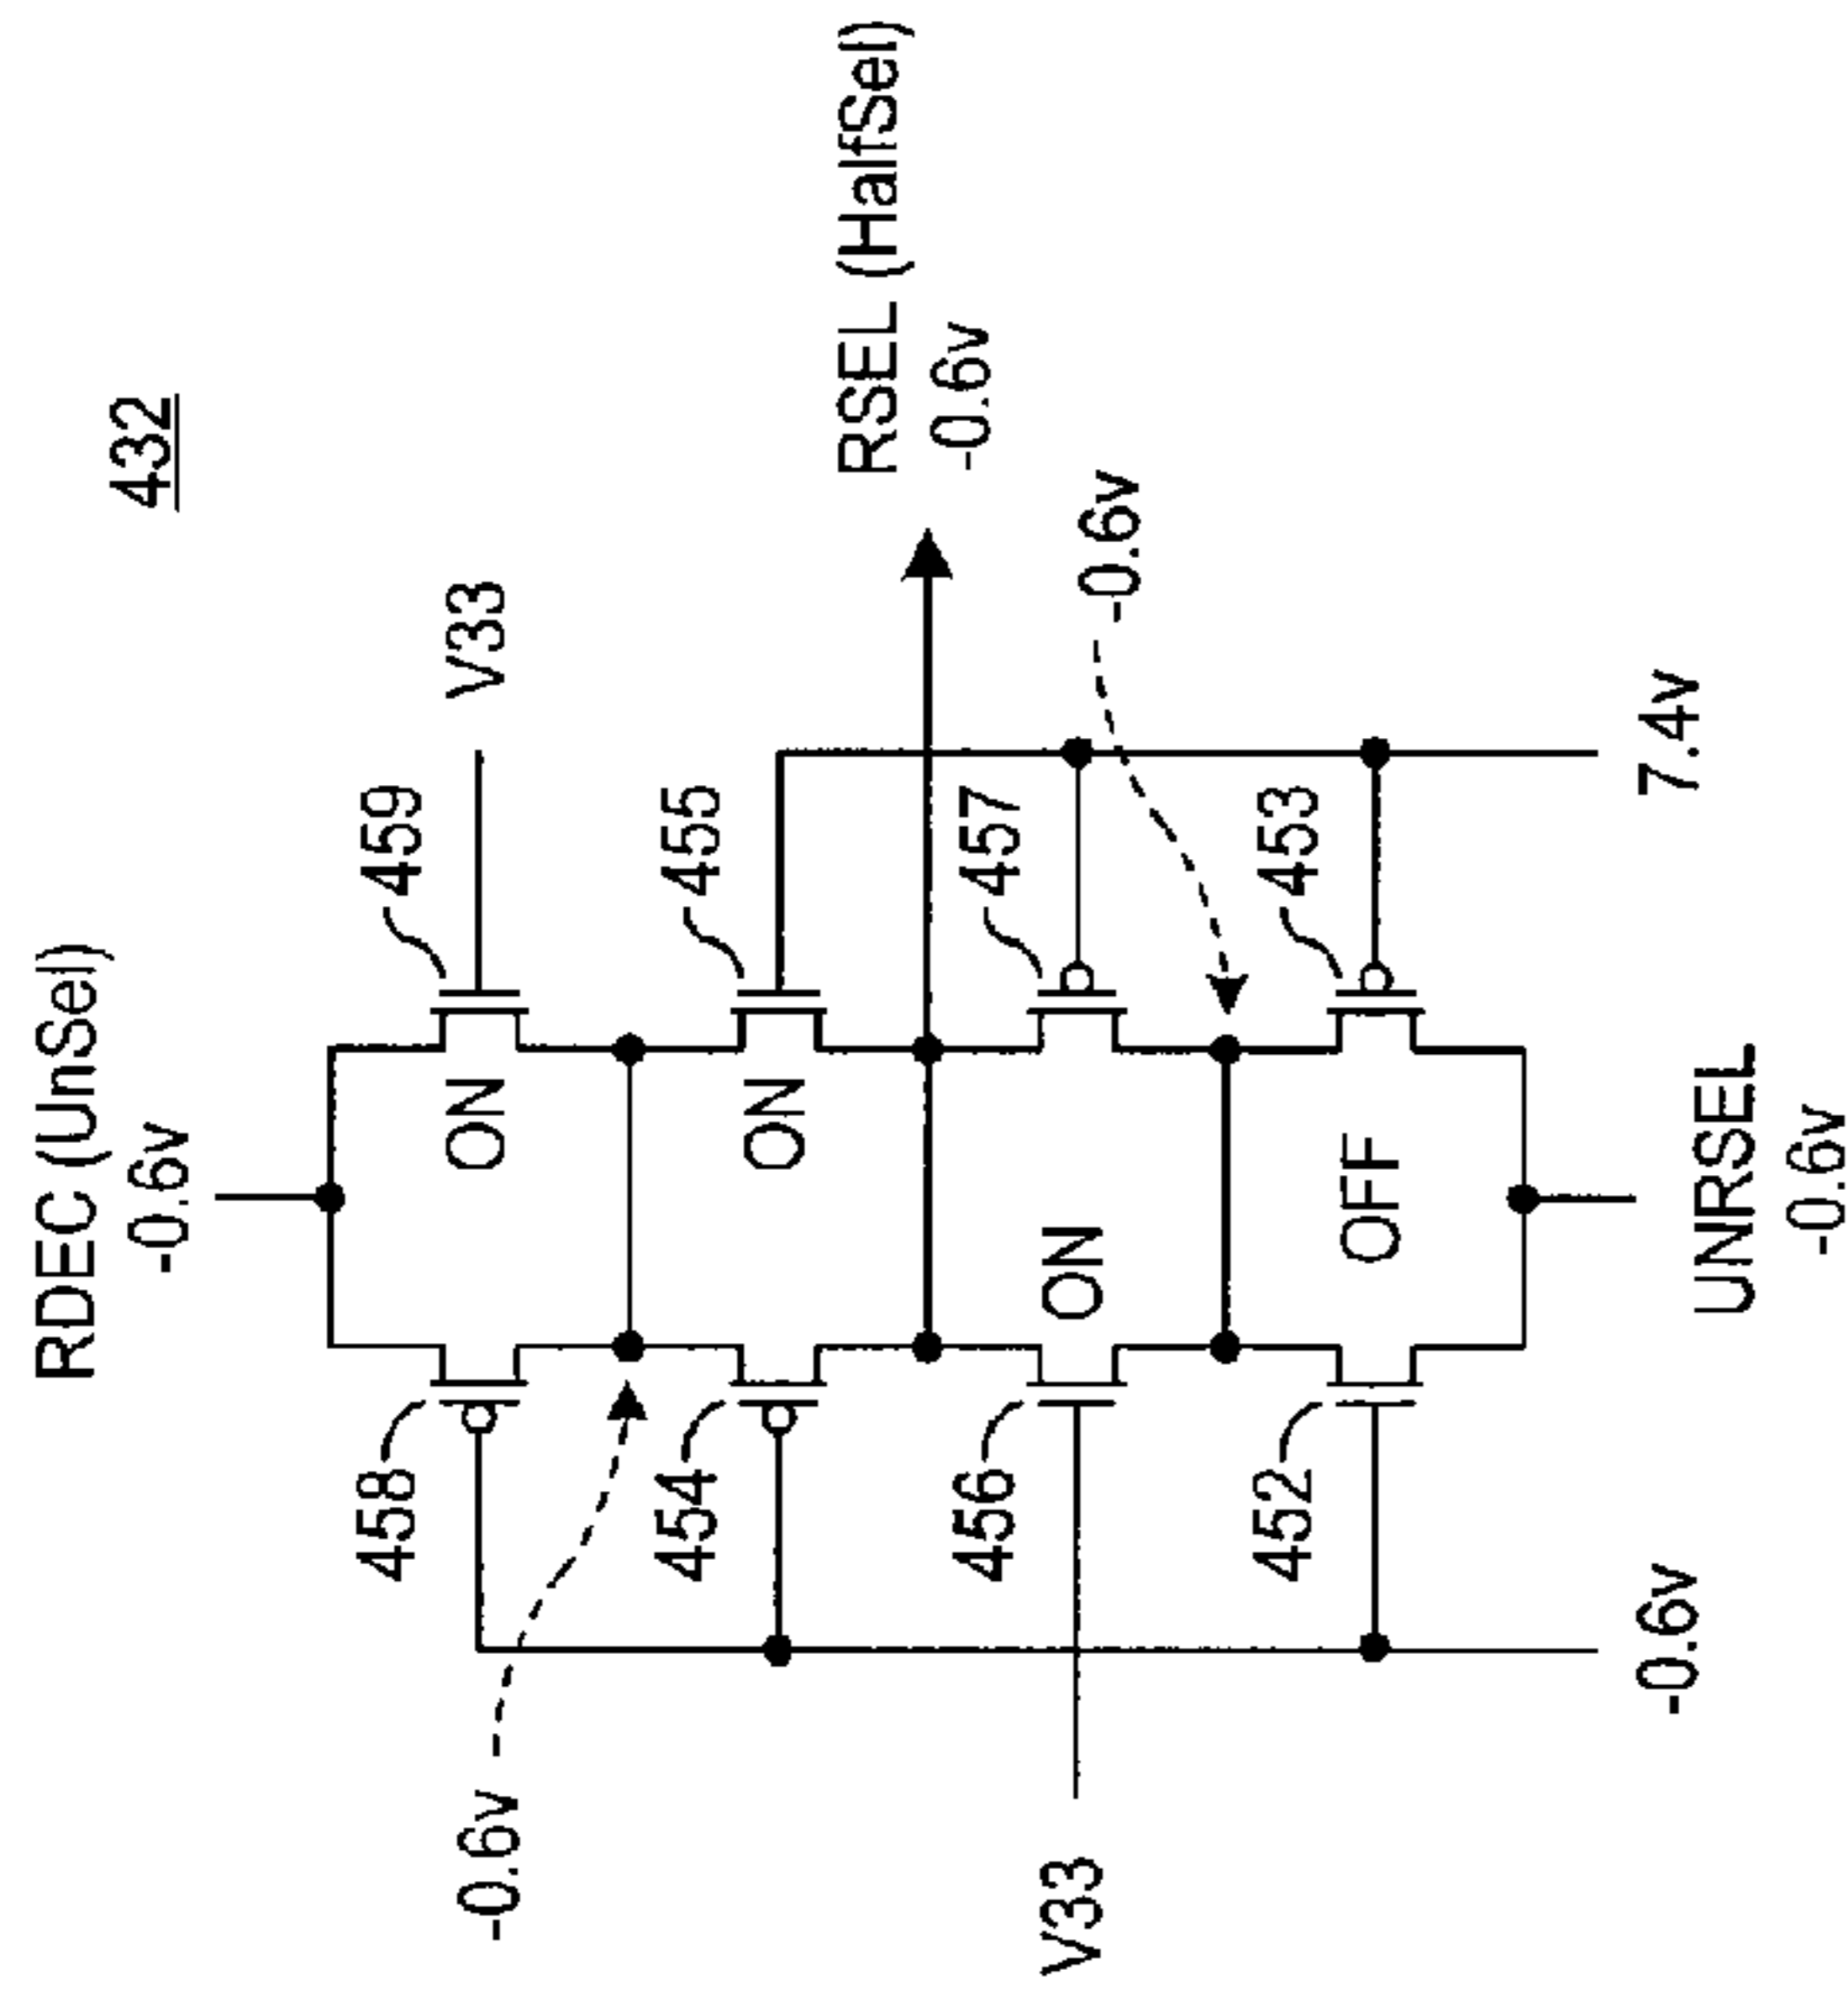 432
RDEC (UnSel)
-0.6v
V33
459
ON
458
-0.6v
455
ON
454
RSEL (HalfSel)
-0.6v
-0.6v
457
ON
456
V33
453
OFF
452
7.4v
-0.6v
UNRSEL
-0.6v